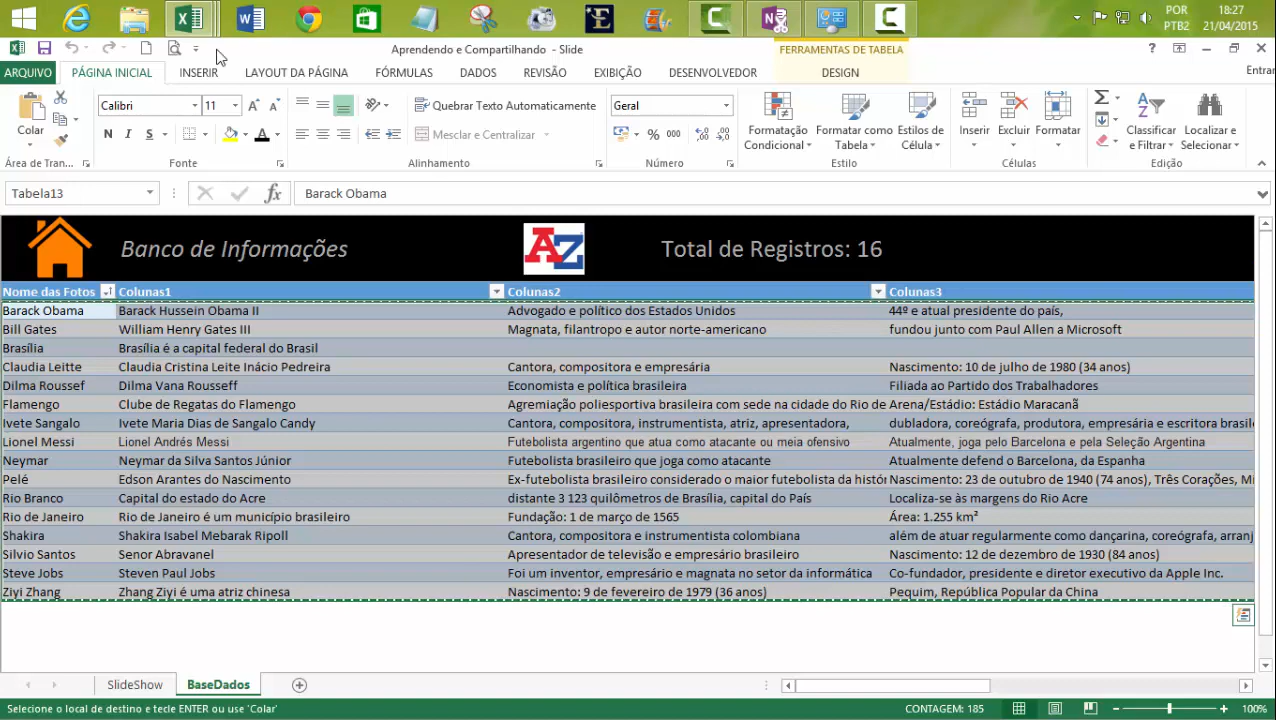 POR
18:27
PTB2
21/04/2015
Aprendendo e Compartilhando - Slide
FERRAMENTAS DE TABELA
?
ARQUIVO
PÁGINA INICIAL
INSERIR
LAYOUT DA PÁGINA
FÓRMULAS
DADOS
REVISÃO
EXIBIÇÃO
DESENVOLVEDOR
DESIGN
Entrar
Colar
Calibri
11
N I S
Quebrar Texto Automaticamente
Mesclar e Centralizar
Geral
% 000
Formatação Condicional
Formatar como Tabela
Estilos de Célula
Inserir
Excluir
Formatar
Classificar e Filtrar
Localizar e Selecionar
Área de Tran...
Fonte
Alinhamento
Número
Estilo
Células
Edição
Tabela13
fx
Barack Obama
Banco de Informações
AZ
Total de Registros: 16
Nome das Fotos Colunas1 Colunas2 Colunas3
Barack Obama Barack Hussein Obama II Advogado e político dos Estados Unidos 44º e atual presidente do país,
Bill Gates William Henry Gates III Magnata, filantropo e autor norte-americano fundou junto com Paul Allen a Microsoft
Brasília Brasília é a capital federal do Brasil
Claudia Leitte Claudia Cristina Leite Inácio Pedreira Cantora, compositora e empresária Nascimento: 10 de julho de 1980 (34 anos)
Dilma Roussef Dilma Vana Rousseff Economista e política brasileira Filiada ao Partido dos Trabalhadores
Flamengo Clube de Regatas do Flamengo Agremiação poliesportiva brasileira com sede na cidade do Rio de Arena/Estádio: Estádio Maracanã
Ivete Sangalo Ivete Maria Dias de Sangalo Candy Cantora, compositora, instrumentista, atriz, apresentadora, dubladora, coreógrafa, produtora, empresária e escritora brasile
Lionel Messi Lionel Andrés Messi Futebolista argentino que atua como atacante ou meia ofensivo Atualmente, joga pelo Barcelona e pela Seleção Argentina
Neymar Neymar da Silva Santos Júnior Futebolista brasileiro que joga como atacante Atualmente defend o Barcelona, da Espanha
Pelé Edson Arantes do Nascimento Ex-futebolista brasileiro considerado o maior futebolista da histór Nascimento: 23 de outubro de 1940 (74 anos), Três Corações, Mi
Rio Branco Capital do estado do Acre distante 3 123 quilômetros de Brasília, capital do País Localiza-se às margens do Rio Acre
Rio de Janeiro Rio de Janeiro é um município brasileiro Fundação: 1 de março de 1565 Área: 1.255 km²
Shakira Shakira Isabel Mebarak Ripoll Cantora, compositora e instrumentista colombiana além de atuar regularmente como dançarina, coreógrafa, arranj
Silvio Santos Senor Abravanel Apresentador de televisão e empresário brasileiro Nascimento: 12 de dezembro de 1930 (84 anos)
Steve Jobs Steven Paul Jobs Foi um inventor, empresário e magnata no setor da informática Co-fundador, presidente e diretor executivo da Apple Inc.
Ziyi Zhang Zhang Ziyi é uma atriz chinesa Nascimento: 9 de fevereiro de 1979 (36 anos) Pequim, República Popular da China
SlideShow
BaseDados
Selecione o local de destino e tecle ENTER ou use 'Colar'
CONTAGEM: 185
100%